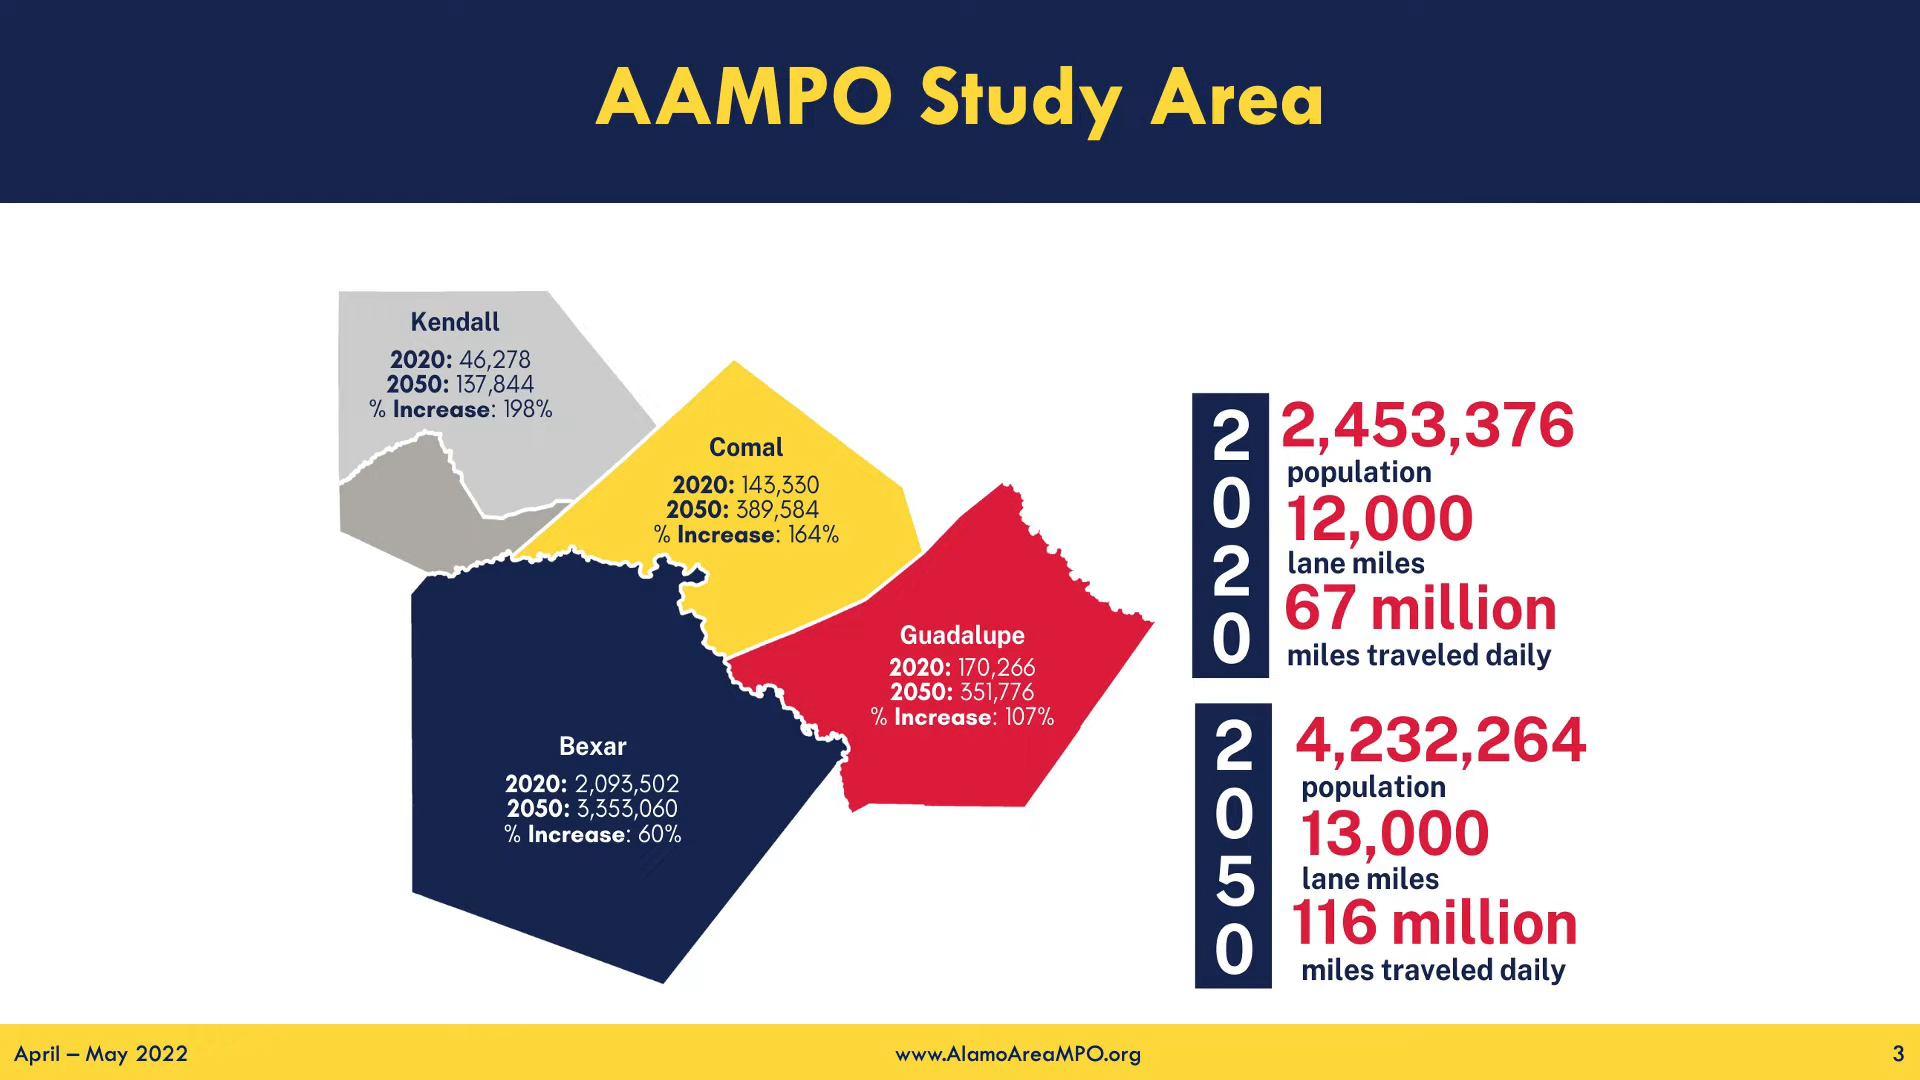 AAMPO Study Area
Kendall
2020: 46,278
2050: 137,844
% Increase: 198%
Comal
2020: 143,330
2050: 389,584
% Increase: 164%
Guadalupe
2020: 170,266
2050: 351,776
% Increase: 107%
Bexar
2020: 2,093,502
2050: 3,353,060
% Increase: 60%
2020
2,453,376
population
12,000
lane miles
67 million
miles traveled daily
2050
4,232,264
population
13,000
lane miles
116 million
miles traveled daily
April – May 2022
www.AlamoAreaMPO.org
3